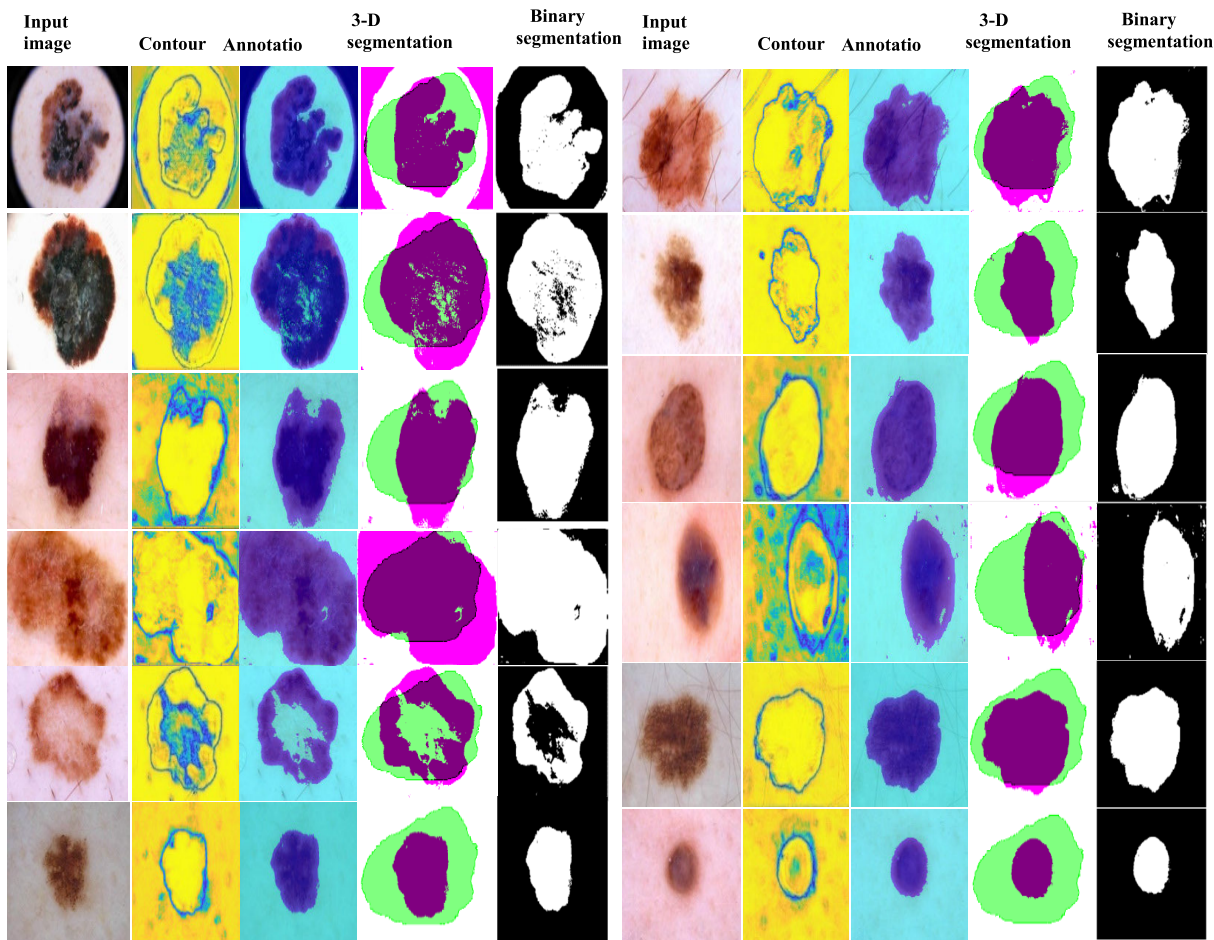 Input image
Contour
Annotatio
3-D segmentation
Binary segmentation
Input image
Contour
Annotatio
3-D segmentation
Binary segmentation